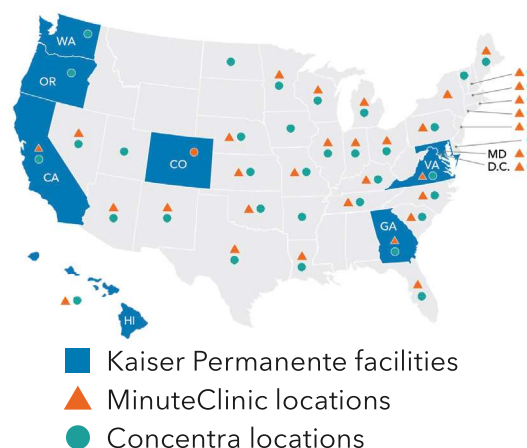 WA
OR
CA
CO
MD
VA
D.C.
GA
HI
Kaiser Permanente facilities
MinuteClinic locations
Concentra locations